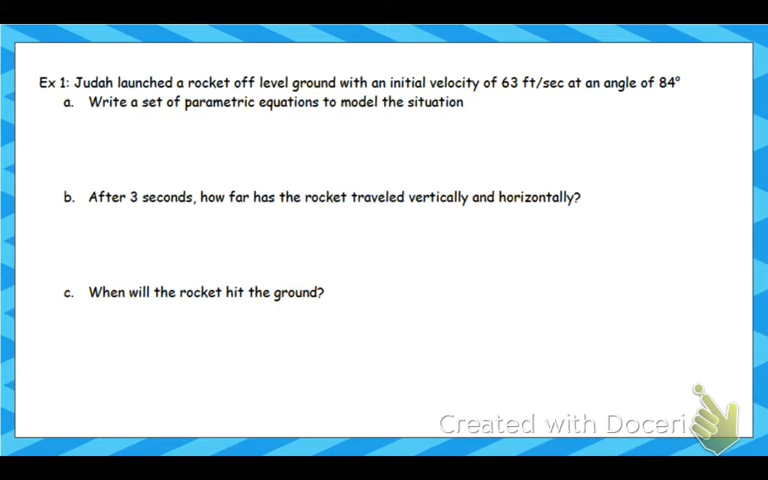 Ex 1: Judah launched a rocket off level ground with an initial velocity of 63 ft/sec at an angle of 84°
a. Write a set of parametric equations to model the situation
b. After 3 seconds, how far has the rocket traveled vertically and horizontally?
c. When will the rocket hit the ground?
Created with Doceri